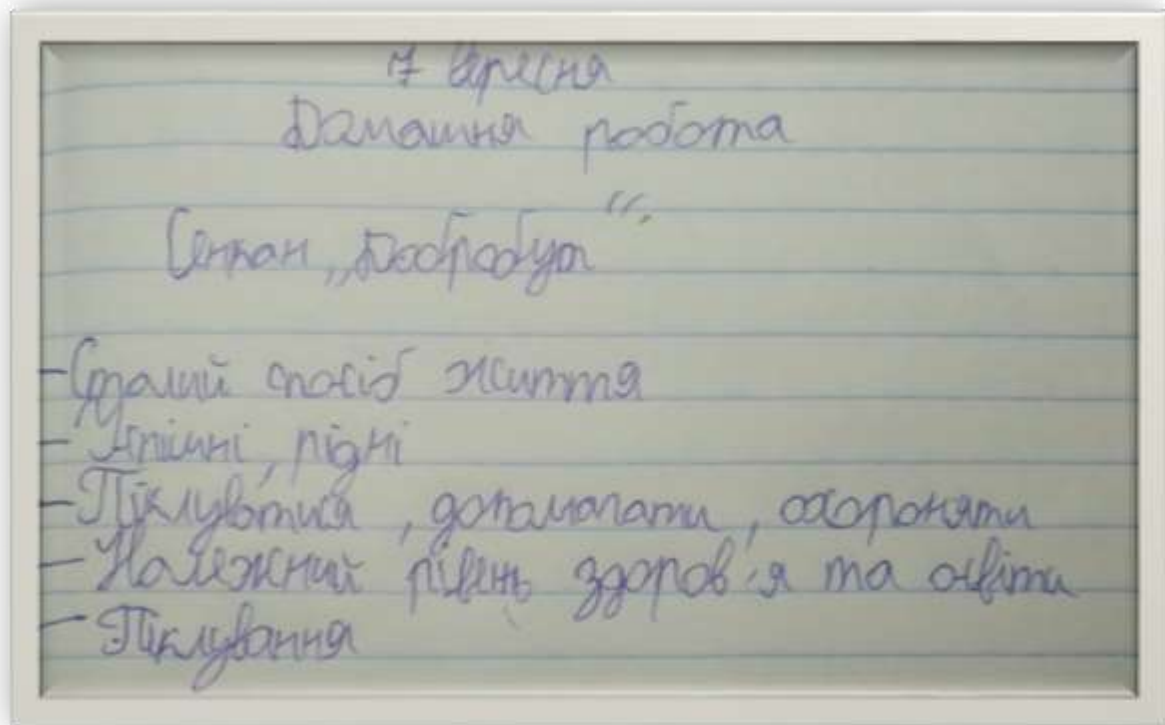 7 вересня
Домашня робота
Сенкан „Добробут“.
-Сталий спосіб життя
- , рідні
-Піклуватися, допомагати, охороняти
-Належний рівень здоров'я та освіти
-Піклування